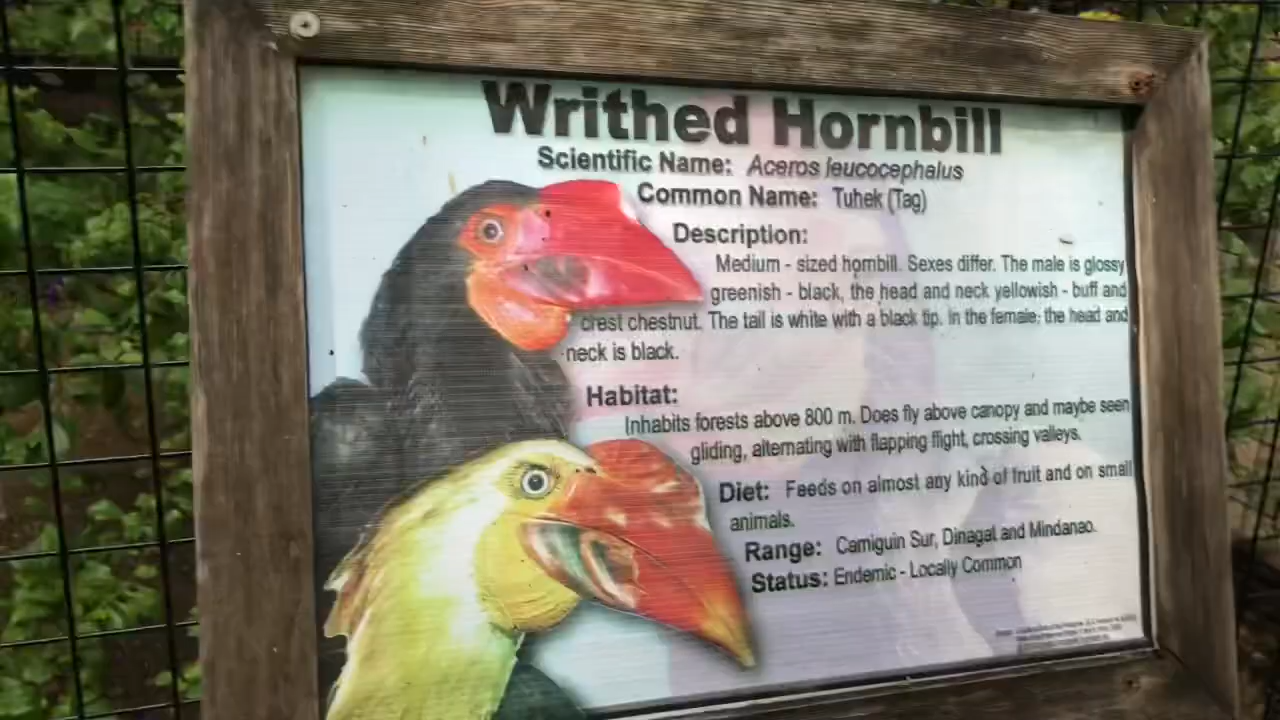 Writhed Hornbill
Scientific Name: Aceros leucocephalus
Common Name: Tuhek (Tag)
Description:
Medium - sized hornbill. Sexes differ. The male is glossy
greenish - black, the head and neck yellowish - buff and
crest chestnut. The tail is white with a black tip. In the female; the head and
neck is black.
Habitat:
Inhabits forests above 800 m. Does fly above canopy and maybe seen
gliding, alternating with flapping flight, crossing valleys.
Diet: Feeds on almost any kind of fruit and on small
animals.
Range: Camiguin Sur, Dinagat and Mindanao.
Status: Endemic - Locally Common